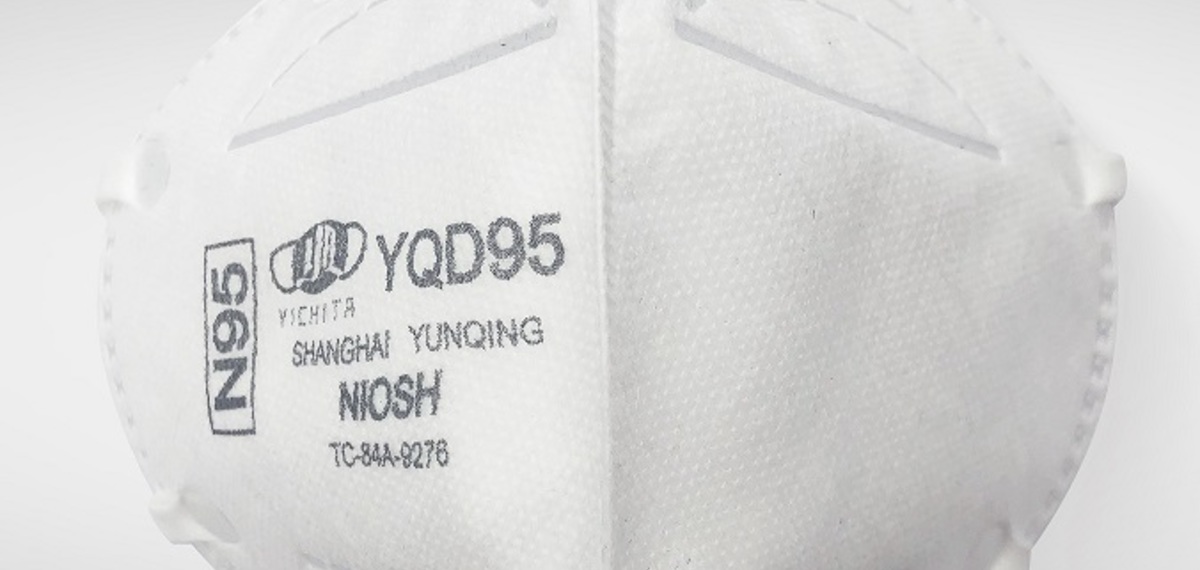 N95
YQD95
YICHITA
SHANGHAI YUNQING
NIOSH
TC-84A-9276